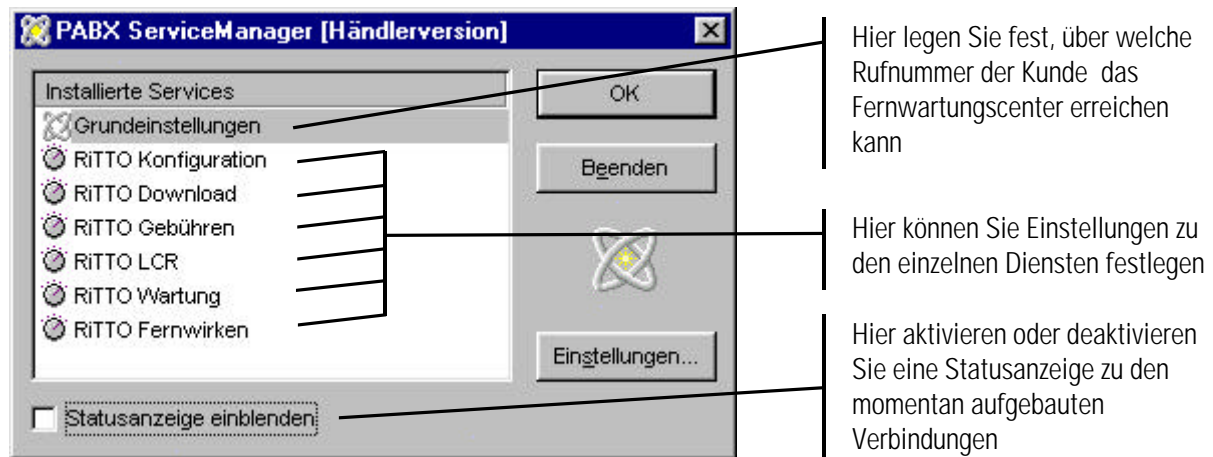 PABX ServiceManager [Händlerversion]
Installierte Services
Grundeinstellungen
RiTTO Konfiguration
RiTTO Download
RiTTO Gebühren
RiTTO LCR
RiTTO Wartung
RiTTO Fernwirken
Statusanzeige einblenden
OK
Beenden
Einstellungen...
Hier legen Sie fest, über welche
Rufnummer der Kunde das
Fernwartungscenter erreichen
kann
Hier können Sie Einstellungen zu
den einzelnen Diensten festlegen
Hier aktivieren oder deaktivieren
Sie eine Statusanzeige zu den
momentan aufgebauten
Verbindungen